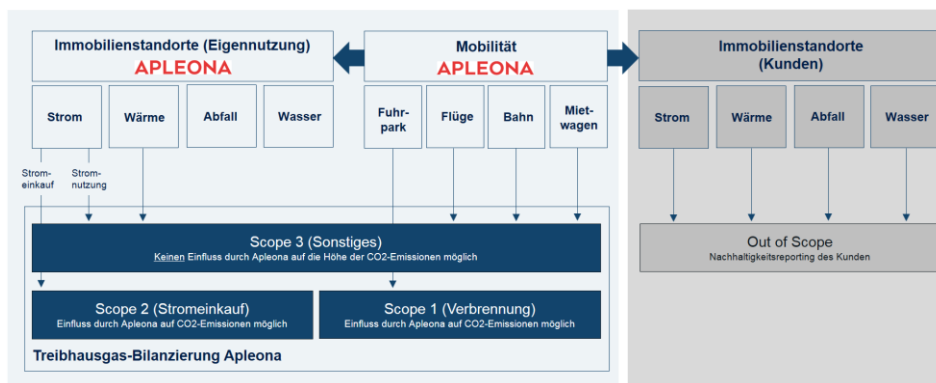 Immobilienstandorte (Eigennutzung)
APLEONA
Mobilität
APLEONA
Immobilienstandorte
(Kunden)
Strom
Wärme
Abfall
Wasser
Fuhr-
park
Flüge
Bahn
Miet-
wagen
Strom
Wärme
Abfall
Wasser
Strom-
einkauf
Strom-
nutzung
Scope 3 (Sonstiges)
Keinen Einfluss durch Apleona auf die Höhe der CO2-Emissionen möglich
Out of Scope
Nachhaltigkeitsreporting des Kunden
Scope 2 (Stromeinkauf)
Einfluss durch Apleona auf CO2-Emissionen möglich
Scope 1 (Verbrennung)
Einfluss durch Apleona auf CO2-Emissionen möglich
Treibhausgas-Bilanzierung Apleona